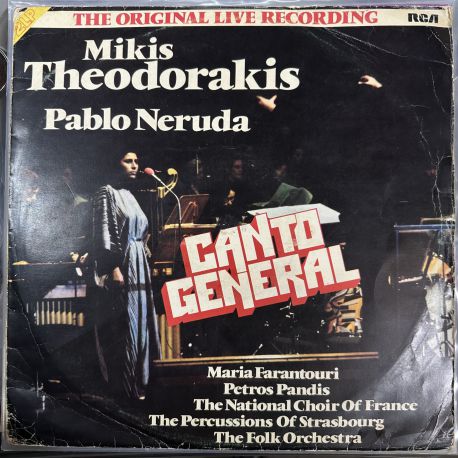 2LP
THE ORIGINAL LIVE RECORDING
RCA
Mikis
Theodorakis
Pablo Neruda
CANTO
GENERAL
Maria Farantouri
Petros Pandis
The National Choir Of France
The Percussions Of Strasbourg
The Folk Orchestra